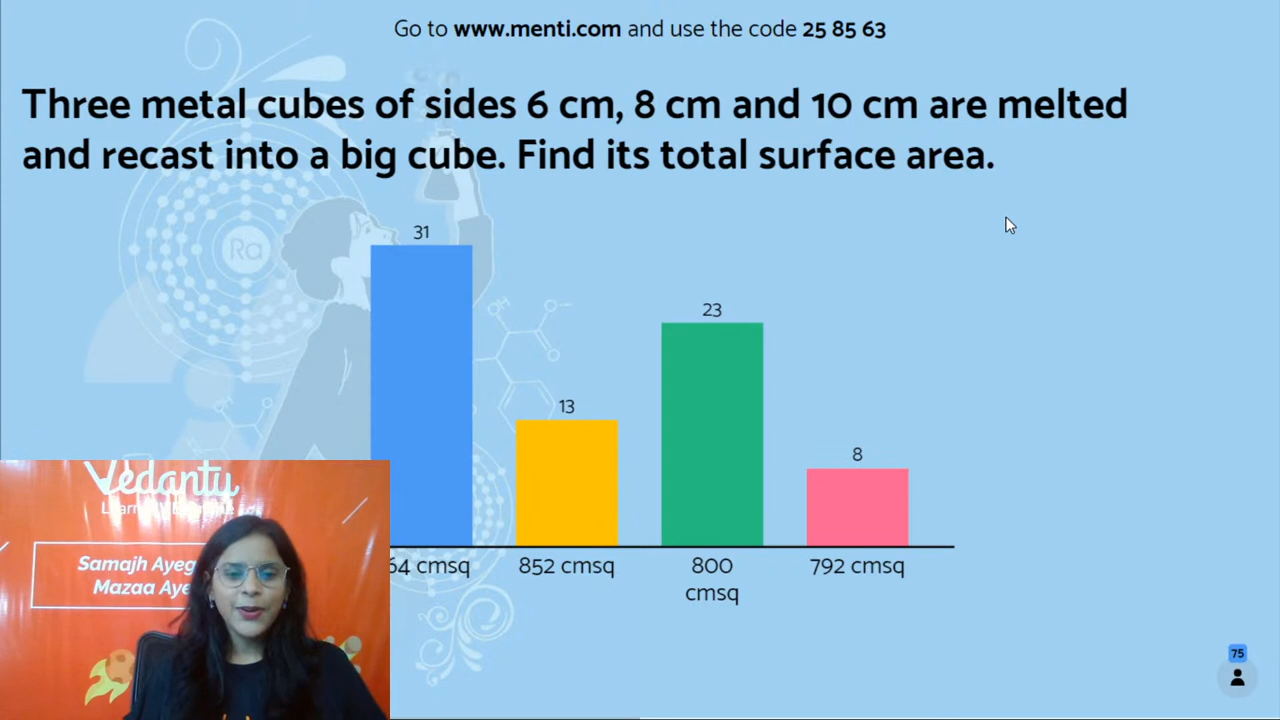 Go to www.menti.com and use the code 25 85 63
Three metal cubes of sides 6 cm, 8 cm and 10 cm are melted
and recast into a big cube. Find its total surface area.
Ra
31
23
13
8
64 cmsq
852 cmsq
800
cmsq
792 cmsq
Vedantu
Samajh Ayeg
Mazaa Aye
OH
75